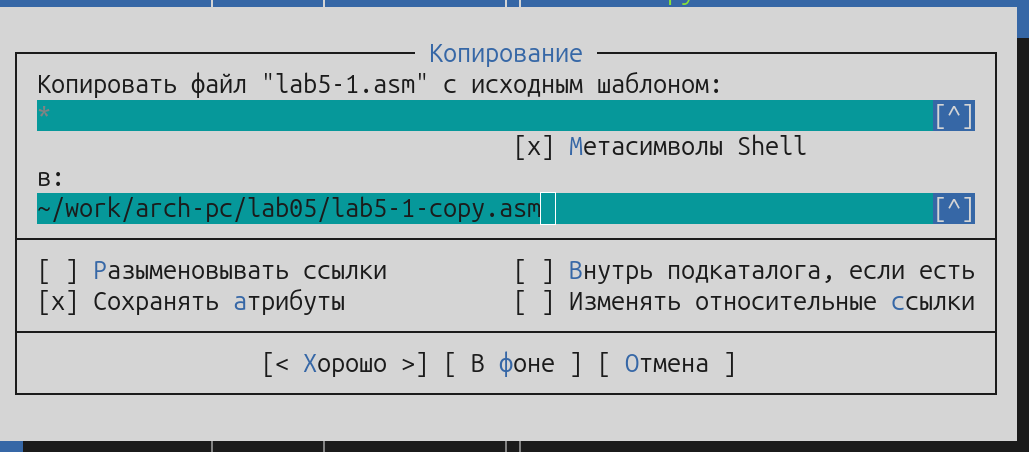 Копирование
Копировать файл "lab5-1.asm" с исходным шаблоном:
* [^]
[x] Метасимволы Shell
в:
~/work/arch-pc/lab05/lab5-1-copy.asm [^]
[ ] Разыменовывать ссылки [ ] Внутрь подкаталога, если есть
[x] Сохранять атрибуты [ ] Изменять относительные ссылки
[< Хорошо >] [ В фоне ] [ Отмена ]